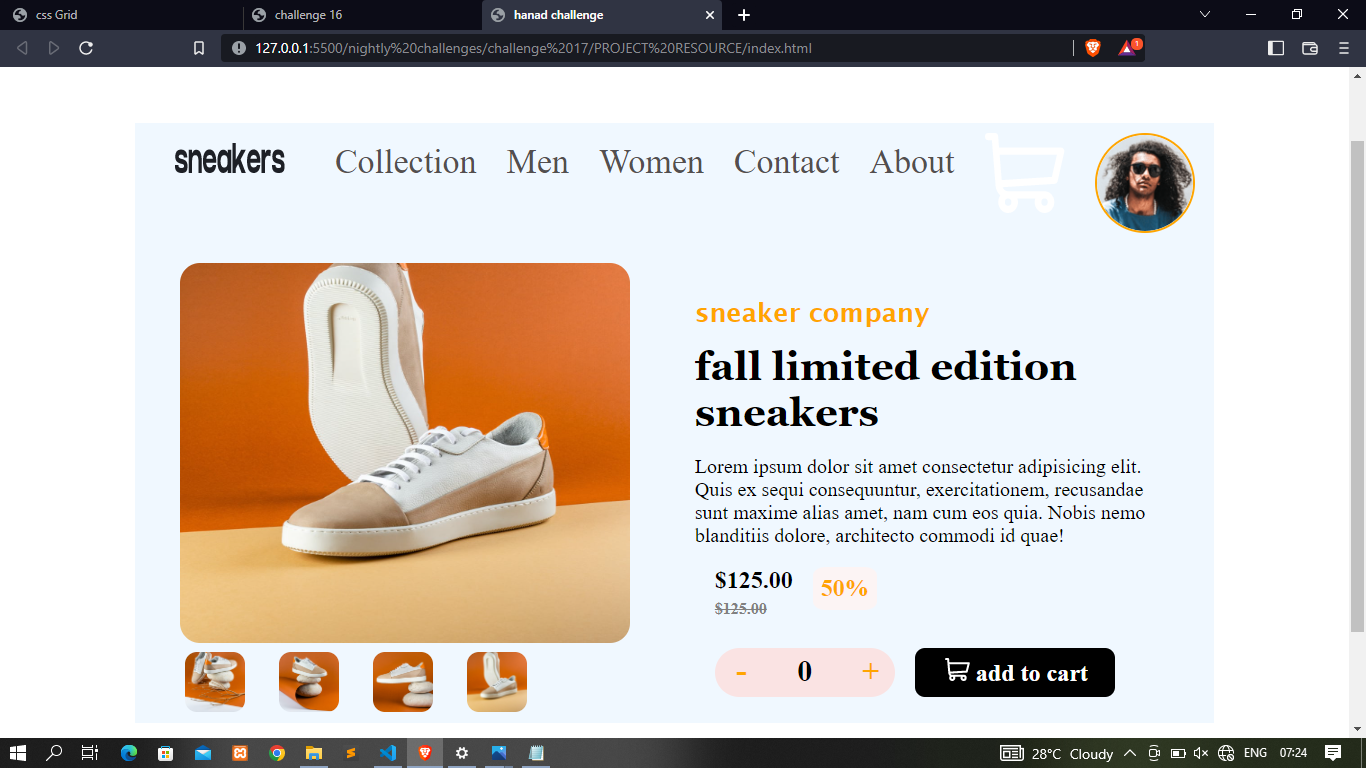 css Grid
challenge 16
hanad challenge
127.0.0.1:5500/nightly%20challenges/challenge%2017/PROJECT%20RESOURCE/index.html
1
sneakers
Collection
Men
Women
Contact
About
sneaker company
fall limited edition
sneakers
Lorem ipsum dolor sit amet consectetur adipisicing elit.
Quis ex sequi consequuntur, exercitationem, recusandae
sunt maxime alias amet, nam cum eos quia. Nobis nemo
blanditiis dolore, architecto commodi id quae!
$125.00
50%
$125.00
- 0 +
add to cart
28°C Cloudy
ENG
07:24